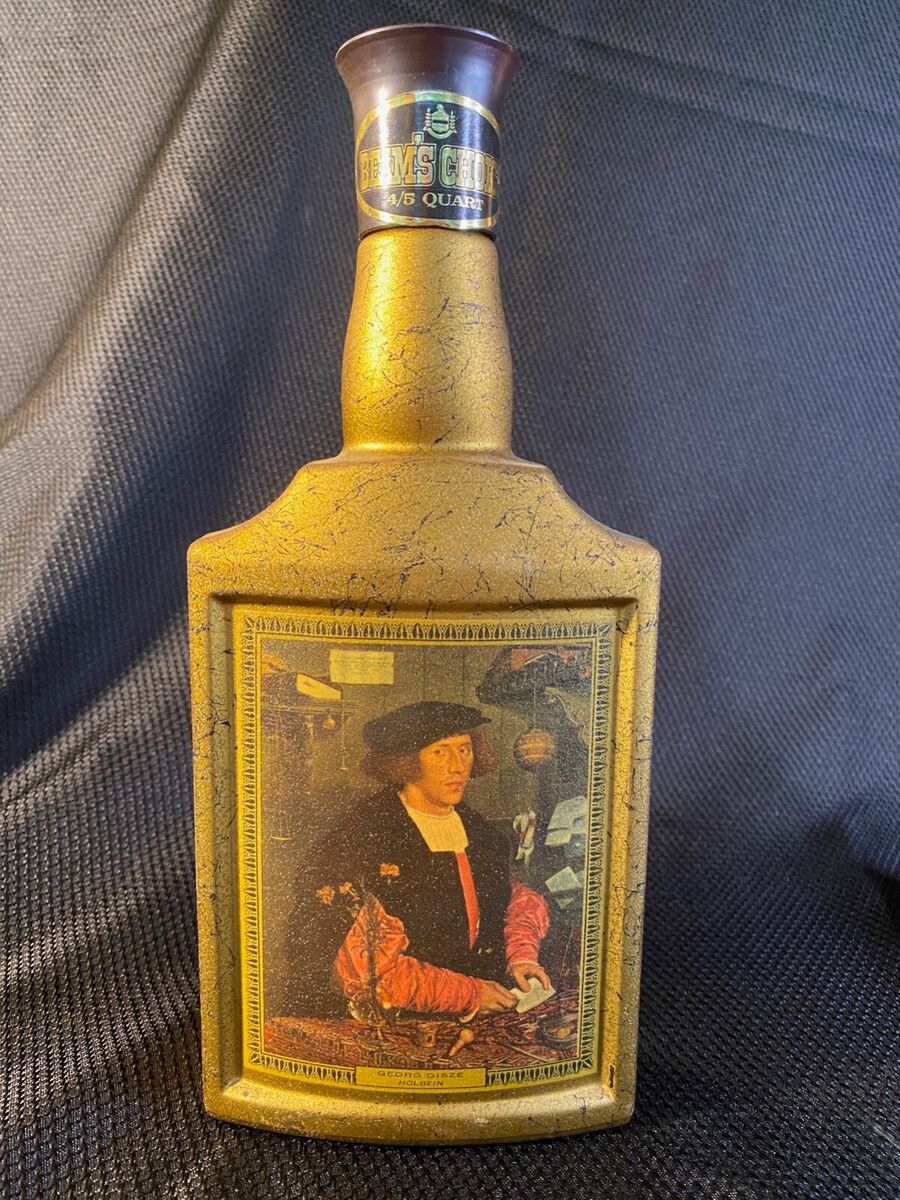 BEAM'S CHOICE
4/5 QUART
GEORG GISZE
HOLBEIN